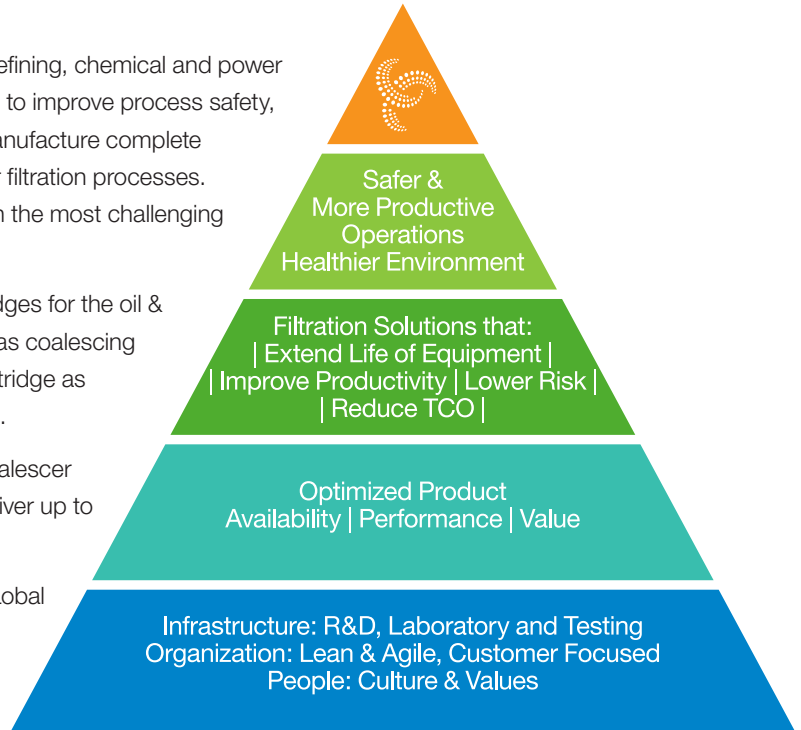 efining, chemical and power
to improve process safety,
anufacture complete
filtration processes.
the most challenging
dges for the oil &
as coalescing
tridge as
alescer
iver up to
lobal
Safer &
More Productive
Operations
Healthier Environment
Filtration Solutions that:
| Extend Life of Equipment |
| Improve Productivity | Lower Risk |
| Reduce TCO |
Optimized Product
Availability | Performance | Value
Infrastructure: R&D, Laboratory and Testing
Organization: Lean & Agile, Customer Focused
People: Culture & Values